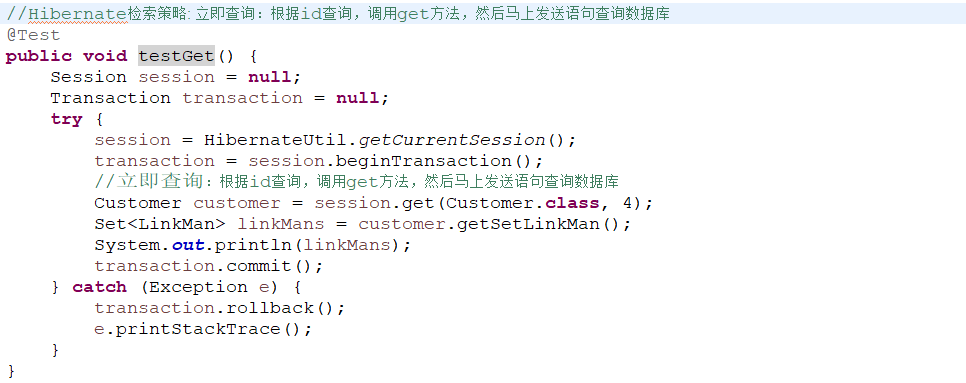 //Hibernate检索策略: 立即查询：根据id查询，调用get方法，然后马上发送语句查询数据库
@Test
public void testGet() {
    Session session = null;
    Transaction transaction = null;
    try {
        session = HibernateUtil.getCurrentSession();
        transaction = session.beginTransaction();
        //立即查询：根据id查询，调用get方法，然后马上发送语句查询数据库
        Customer customer = session.get(Customer.class, 4);
        Set<LinkMan> linkMans = customer.getSetLinkMan();
        System.out.println(linkMans);
        transaction.commit();
    } catch (Exception e) {
        transaction.rollback();
        e.printStackTrace();
    }
}